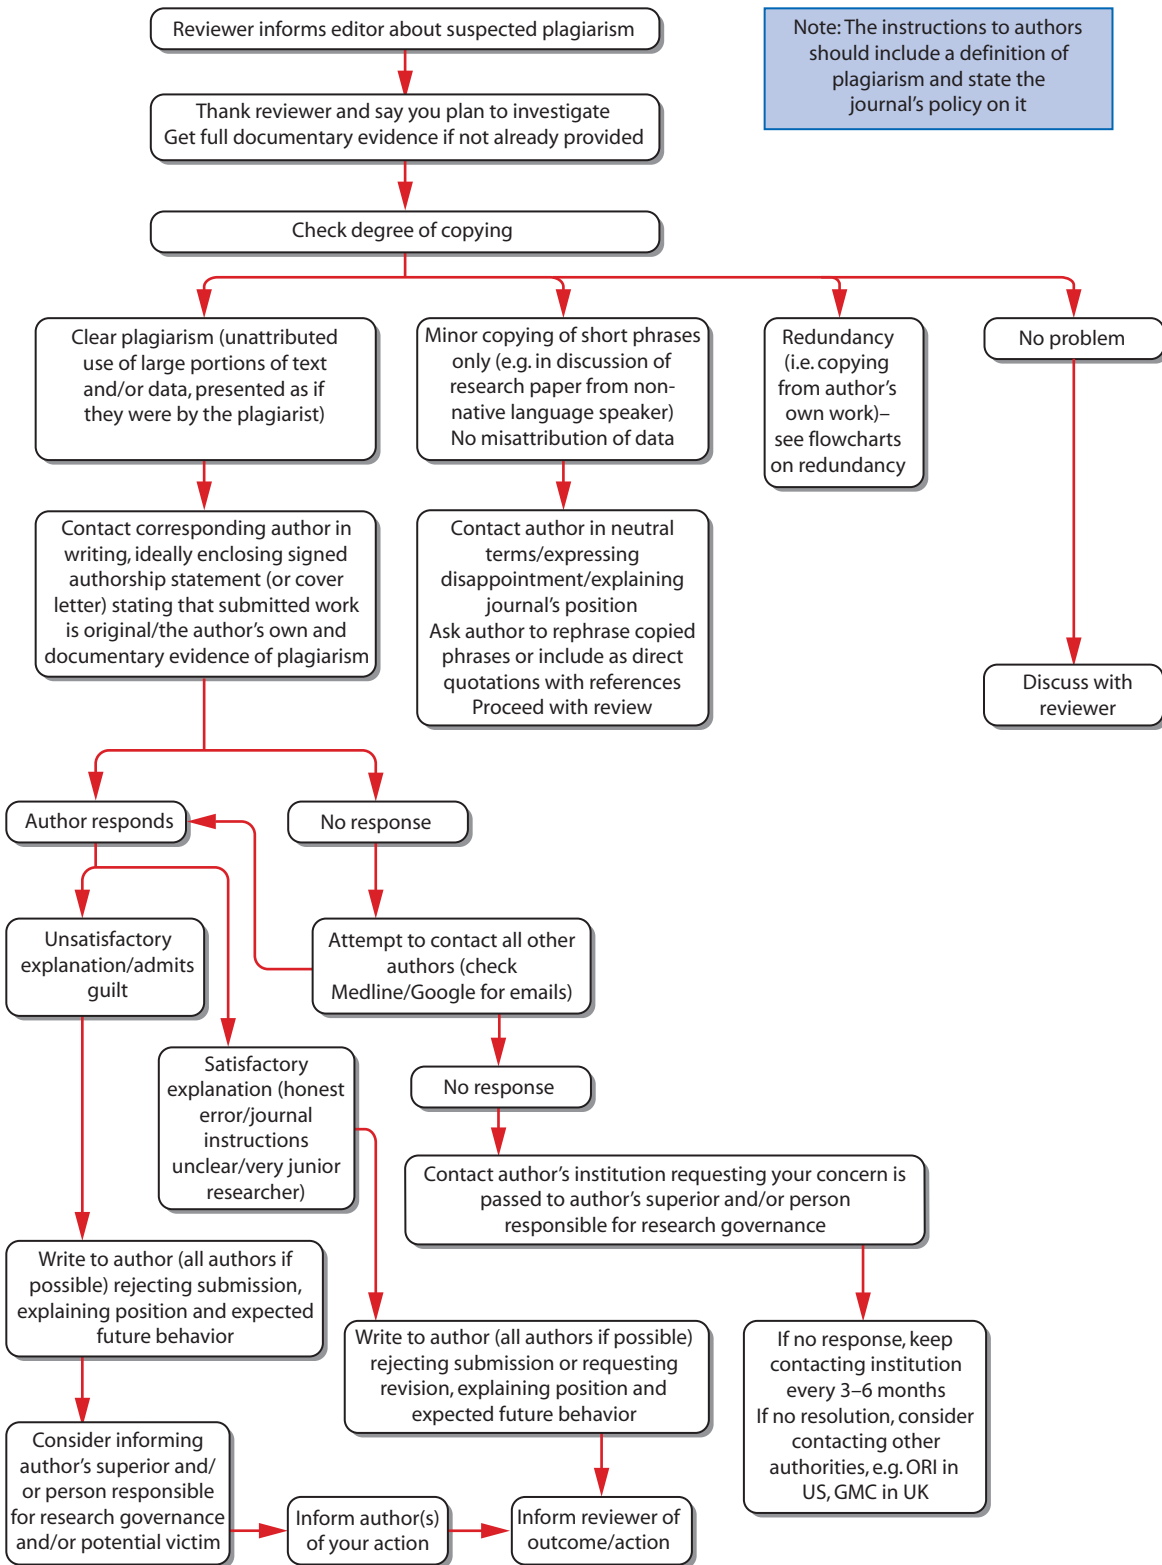 Reviewer informs editor about suspected plagiarism
Note: The instructions to authors
should include a definition of
plagiarism and state the
journal's policy on it
Thank reviewer and say you plan to investigate
Get full documentary evidence if not already provided
Check degree of copying
Clear plagiarism (unattributed
use of large portions of text
and/or data, presented as if
they were by the plagiarist)
Minor copying of short phrases
only (e.g. in discussion of
research paper from non-
native language speaker)
No misattribution of data
Redundancy
(i.e. copying
from author's
own work)–
see flowcharts
on redundancy
No problem
Contact corresponding author in
writing, ideally enclosing signed
authorship statement (or cover
letter) stating that submitted work
is original/the author's own and
documentary evidence of plagiarism
Contact author in neutral
terms/expressing
disappointment/explaining
journal's position
Ask author to rephrase copied
phrases or include as direct
quotations with references
Proceed with review
Discuss with
reviewer
Author responds
No response
Unsatisfactory
explanation/admits
guilt
Attempt to contact all other
authors (check
Medline/Google for emails)
Satisfactory
explanation (honest
error/journal
instructions
unclear/very junior
researcher)
No response
Contact author's institution requesting your concern is
passed to author's superior and/or person
responsible for research governance
Write to author (all authors if
possible) rejecting submission,
explaining position and expected
future behavior
Write to author (all authors if possible)
rejecting submission or requesting
revision, explaining position and
expected future behavior
If no response, keep
contacting institution
every 3–6 months
If no resolution, consider
contacting other
authorities, e.g. ORI in
US, GMC in UK
Consider informing
author's superior and/
or person responsible
for research governance
and/or potential victim
Inform author(s)
of your action
Inform reviewer of
outcome/action